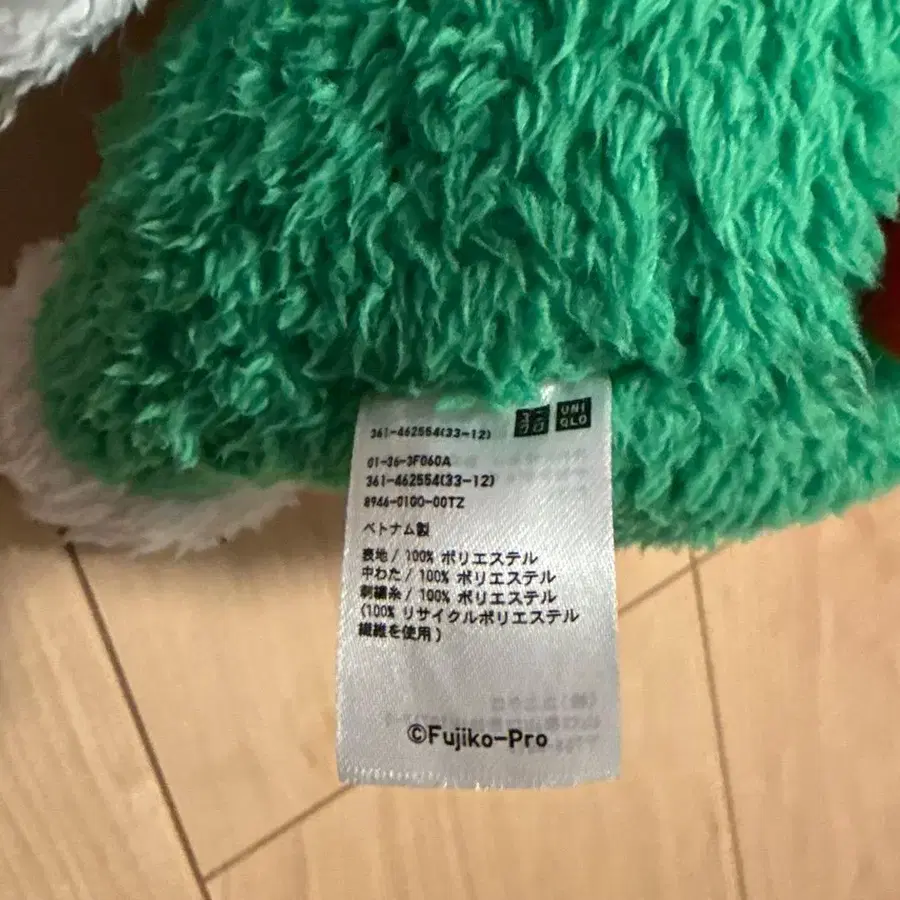 361-462554(33-12)
ユニ
クロ
UNI
QLO
01-36-3F060A
361-462554(33-12)
8946-0100-00TZ
ベトナム製
表地/100% ポリエステル
中わた/100% ポリエステル
刺繍糸/100% ポリエステル
(100% リサイクルポリエステル
繊維を使用)
©Fujiko-Pro